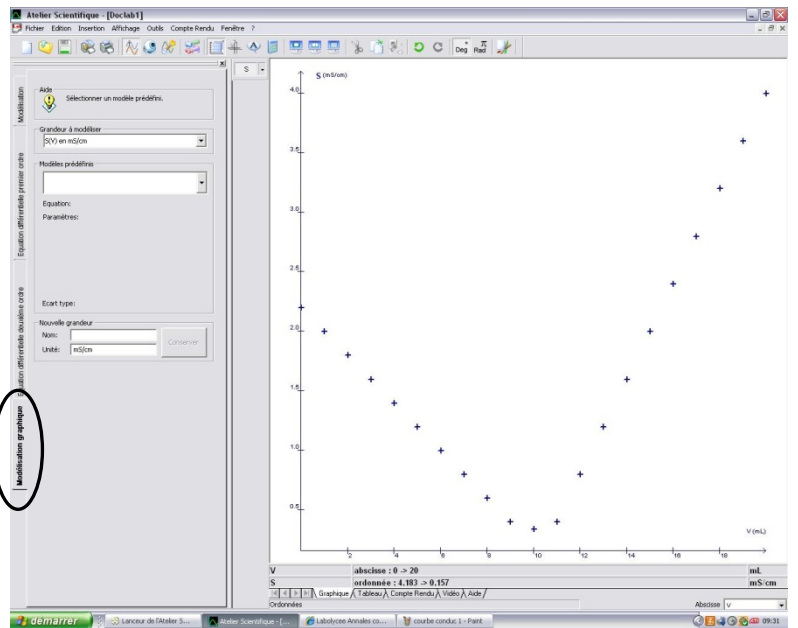 Atelier Scientifique - [Doclab1]
Fichier Edition Insertion Affichage Outils Compte Rendu Fenêtre ?
Deg Rad
Modélisation
Equation différentielle premier ordre
Equation différentielle deuxième ordre
Modélisation graphique
Aide
Sélectionner un modèle prédéfini.
Grandeur à modéliser
S(V) en mS/cm
Modèles prédéfinis
Equation:
Paramètres:
Ecart type:
Nouvelle grandeur
Nom:
Unité: mS/cm
Conserver
S
S (mS/cm)
4.0
3.5
3.0
2.5
2.0
1.5
1.0
0.5
2 4 6 8 10 12 14 16 18
V (mL)
V abscisse : 0 -> 20 mL
S ordonnée : 4.183 -> 0.157 mS/cm
Graphique Tableau Compte Rendu Vidéo Aide
Ordonnées Abscisse V
démarrer Lanceur de l'Atelier S... Atelier Scientifique - [... Labolycee Annales co... courbe conduc 1 - Paint 09:31